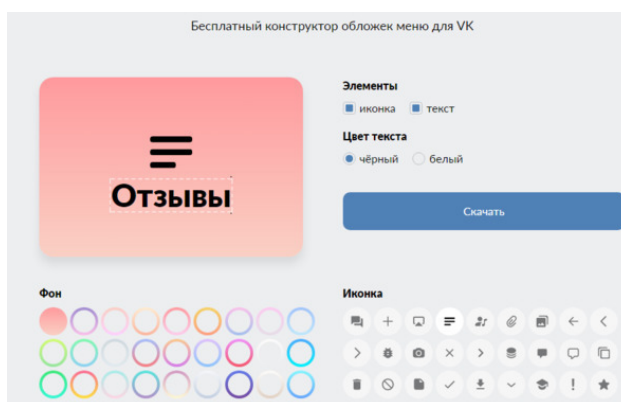 Бесплатный конструктор обложек меню для VK
Отзывы
Элементы
иконка текст
Цвет текста
чёрный белый
Скачать
Фон
Иконка